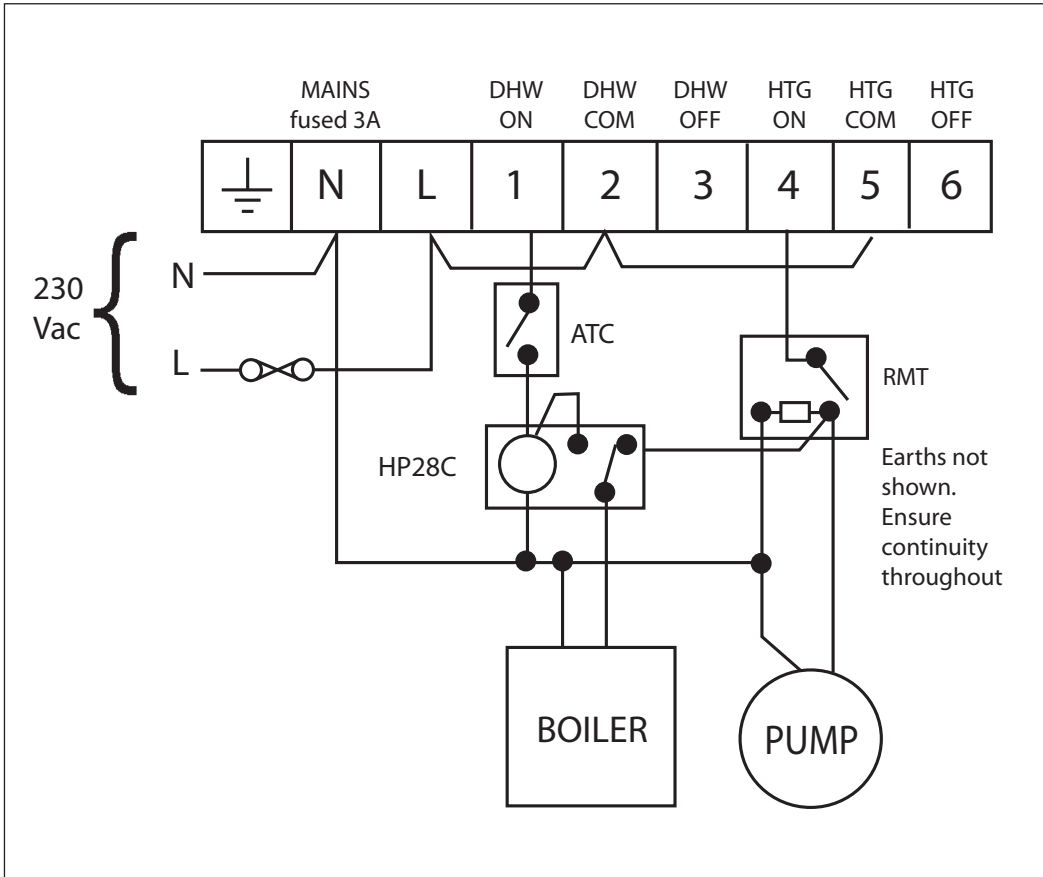 MAINS
fused 3A
DHW
ON
DHW
COM
DHW
OFF
HTG
ON
HTG
COM
HTG
OFF
N
L
1
2
3
4
5
6
230
Vac
N
L
ATC
RMT
HP28C
Earths not
shown.
Ensure
continuity
throughout
BOILER
PUMP